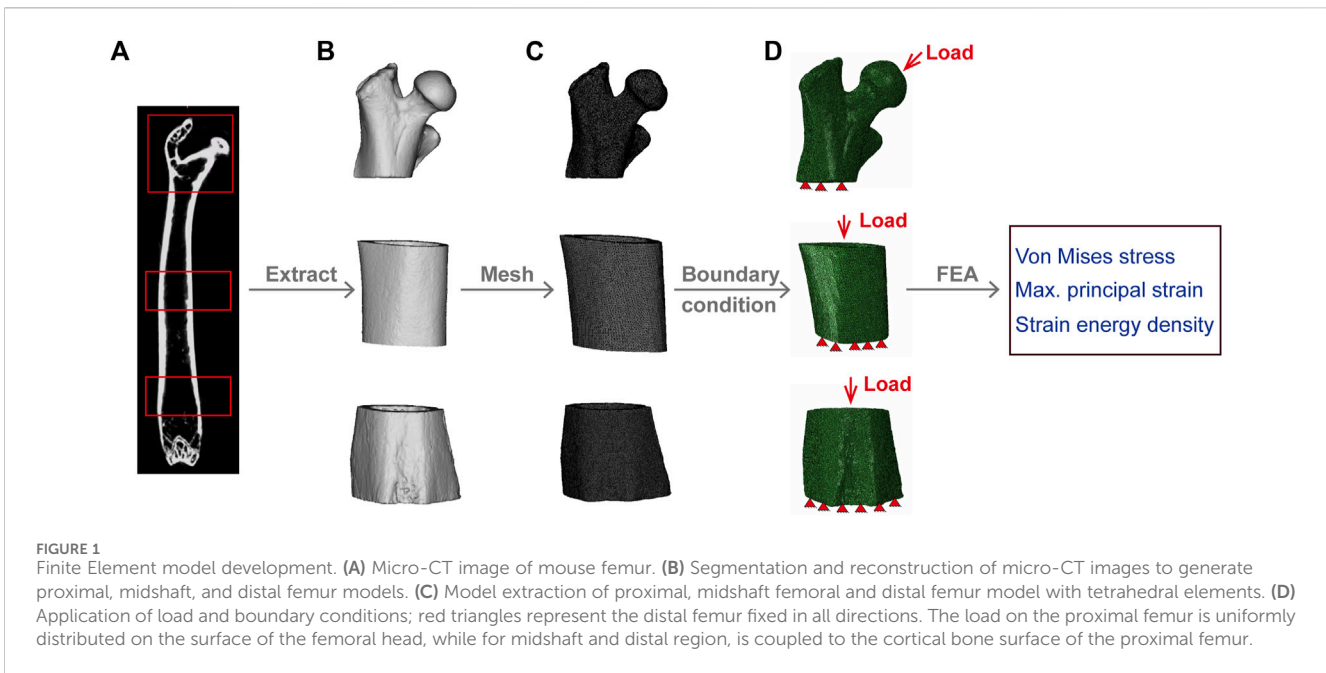 A
B
C
D
Load
Load
Load
Extract
Mesh
Boundary
condition
FEA
Von Mises stress
Max. principal strain
Strain energy density
FIGURE 1
Finite Element model development. (A) Micro-CT image of mouse femur. (B) Segmentation and reconstruction of micro-CT images to generate
proximal, midshaft, and distal femur models. (C) Model extraction of proximal, midshaft femoral and distal femur model with tetrahedral elements. (D)
Application of load and boundary conditions; red triangles represent the distal femur fixed in all directions. The load on the proximal femur is uniformly
distributed on the surface of the femoral head, while for midshaft and distal region, is coupled to the cortical bone surface of the proximal femur.